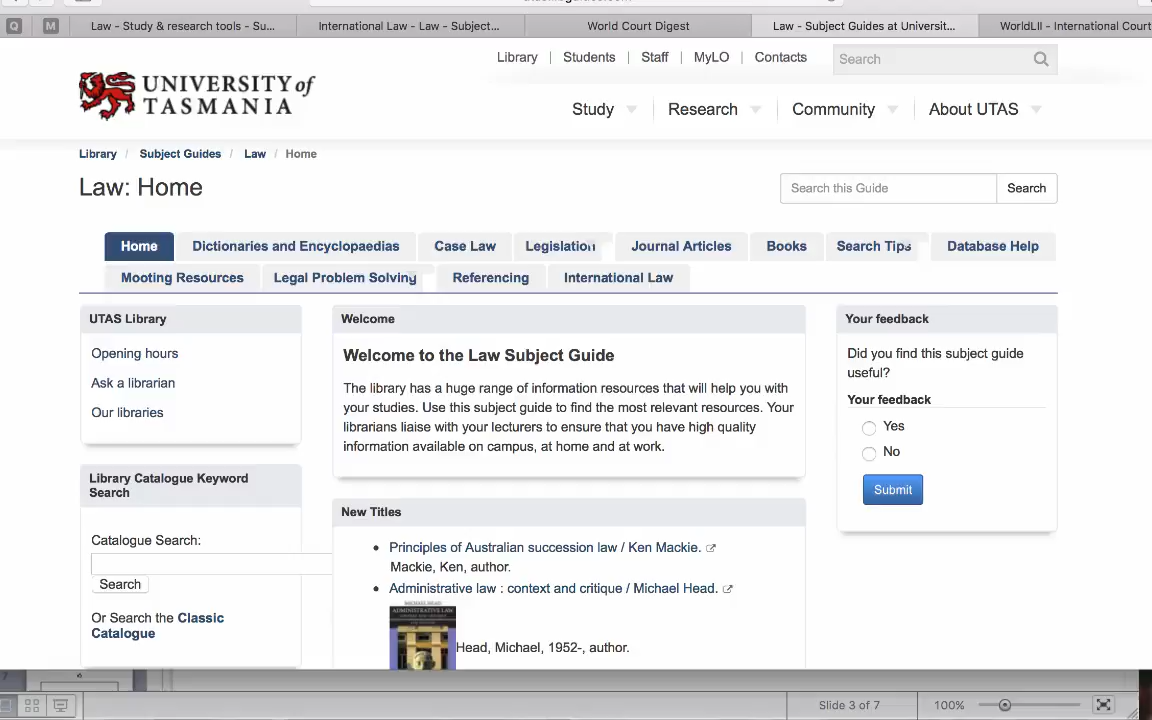 Law - Study & research tools - Su...
International Law - Law - Subject...
World Court Digest
Law - Subject Guides at Universit...
WorldLII - International Court
Q
M
Library
Students
Staff
MyLO
Contacts
Search
UNIVERSITY of
TASMANIA
Study
Research
Community
About UTAS
Library / Subject Guides / Law / Home
Law: Home
Search this Guide
Search
Home
Dictionaries and Encyclopaedias
Case Law
Legislation
Journal Articles
Books
Search Tips
Database Help
Mooting Resources
Legal Problem Solving
Referencing
International Law
UTAS Library
Opening hours
Ask a librarian
Our libraries
Library Catalogue Keyword
Search
Catalogue Search:
Search
Or Search the Classic
Catalogue
Welcome
Welcome to the Law Subject Guide
The library has a huge range of information resources that will help you with
your studies. Use this subject guide to find the most relevant resources. Your
librarians liaise with your lecturers to ensure that you have high quality
information available on campus, at home and at work.
New Titles
Principles of Australian succession law / Ken Mackie.
Mackie, Ken, author.
Administrative law : context and critique / Michael Head.
MICHAEL HEAD
ADMINISTRATIVE LAW
Head, Michael, 1952-, author.
Your feedback
Did you find this subject guide
useful?
Your feedback
Yes
No
Submit
Slide 3 of 7
100%